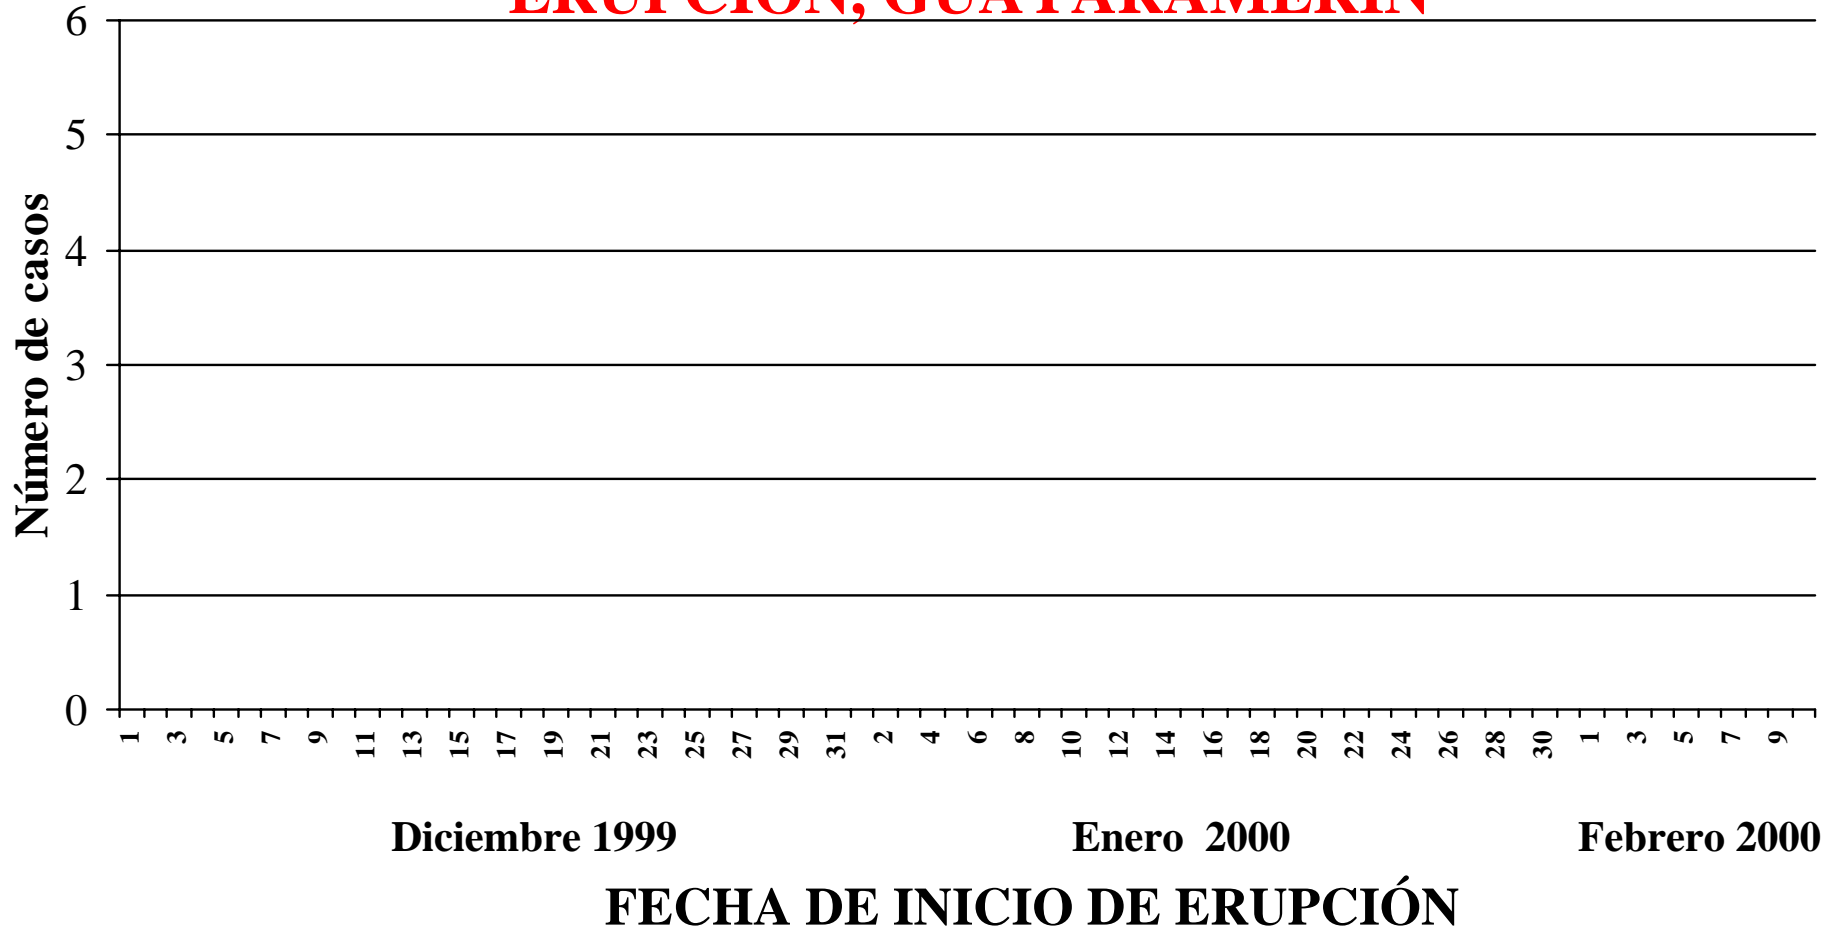 ERUPCIÓN, GUAYARAMERÍN
6
5
4
3
2
1
0
Número de casos
1 3 5 7 9 11 13 15 17 19 21 23 25 27 29 31 2 4 6 8 10 12 14 16 18 20 22 24 26 28 30 1 3 5 7 9
Diciembre 1999 Enero 2000 Febrero 2000
FECHA DE INICIO DE ERUPCIÓN